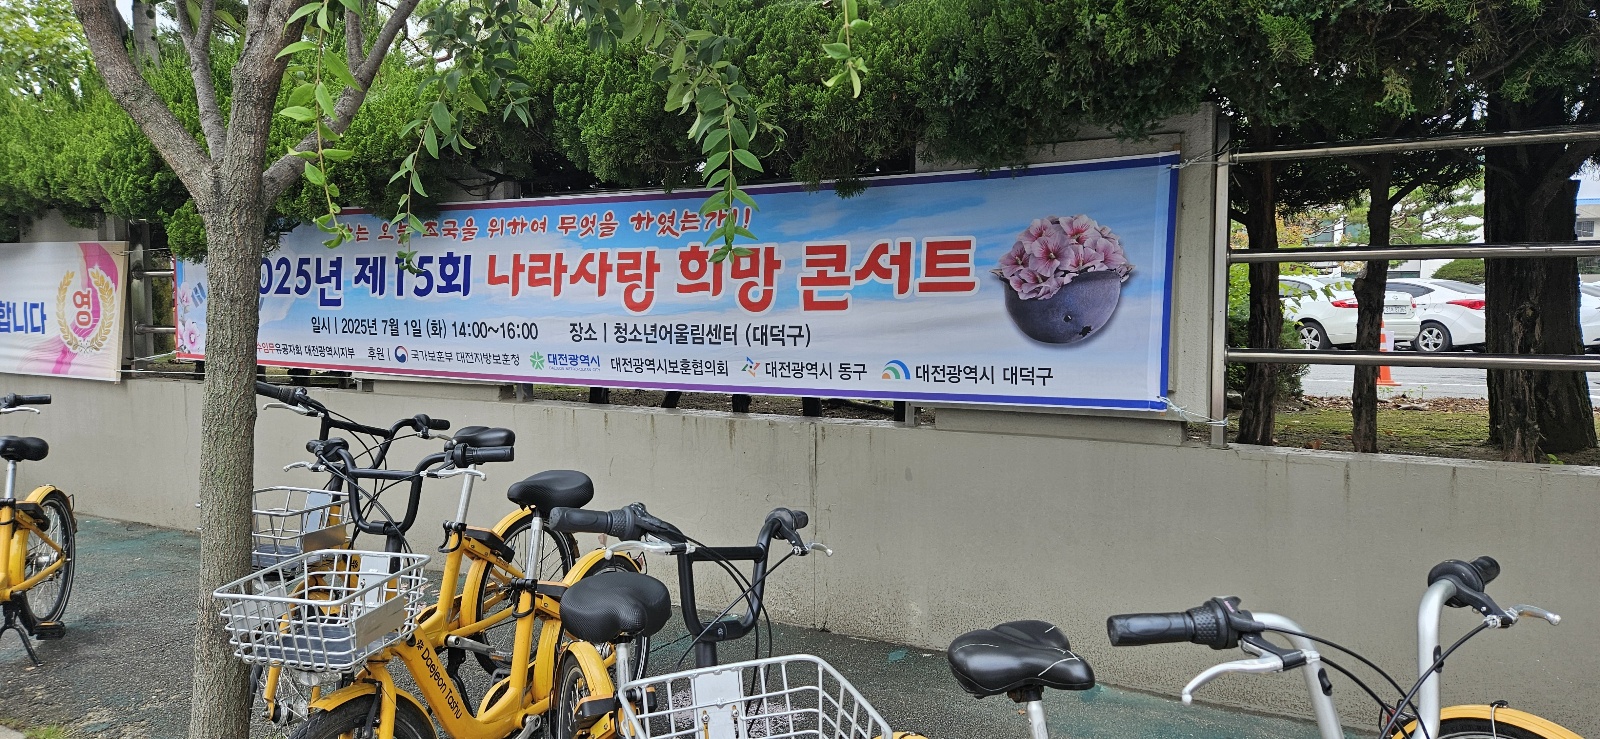 오늘 조국을 위하여 무엇을 하였는가!!
2025년 제15회 나라사랑 희망 콘서트
일시 | 2025년 7월 1일 (화) 14:00~16:00 장소 | 청소년어울림센터 (대덕구)
유공자회 대전광역시지부 후원 | 국가보훈부 대전지방보훈청 대전광역시 대전광역시보훈협의회 대전광역시 동구 대전광역시 대덕구
합니다
영
Daejeon Tashu